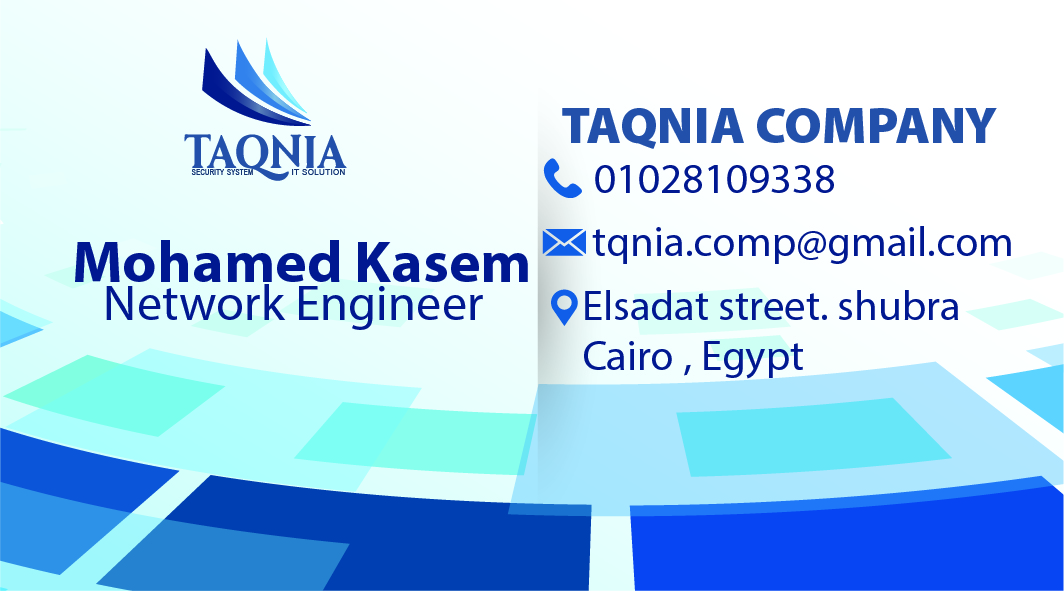 TAQNIA
SECURITY SYSTEM IT SOLUTION
Mohamed Kasem
Network Engineer
TAQNIA COMPANY
01028109338
tqnia.comp@gmail.com
Elsadat street. shubra
Cairo , Egypt